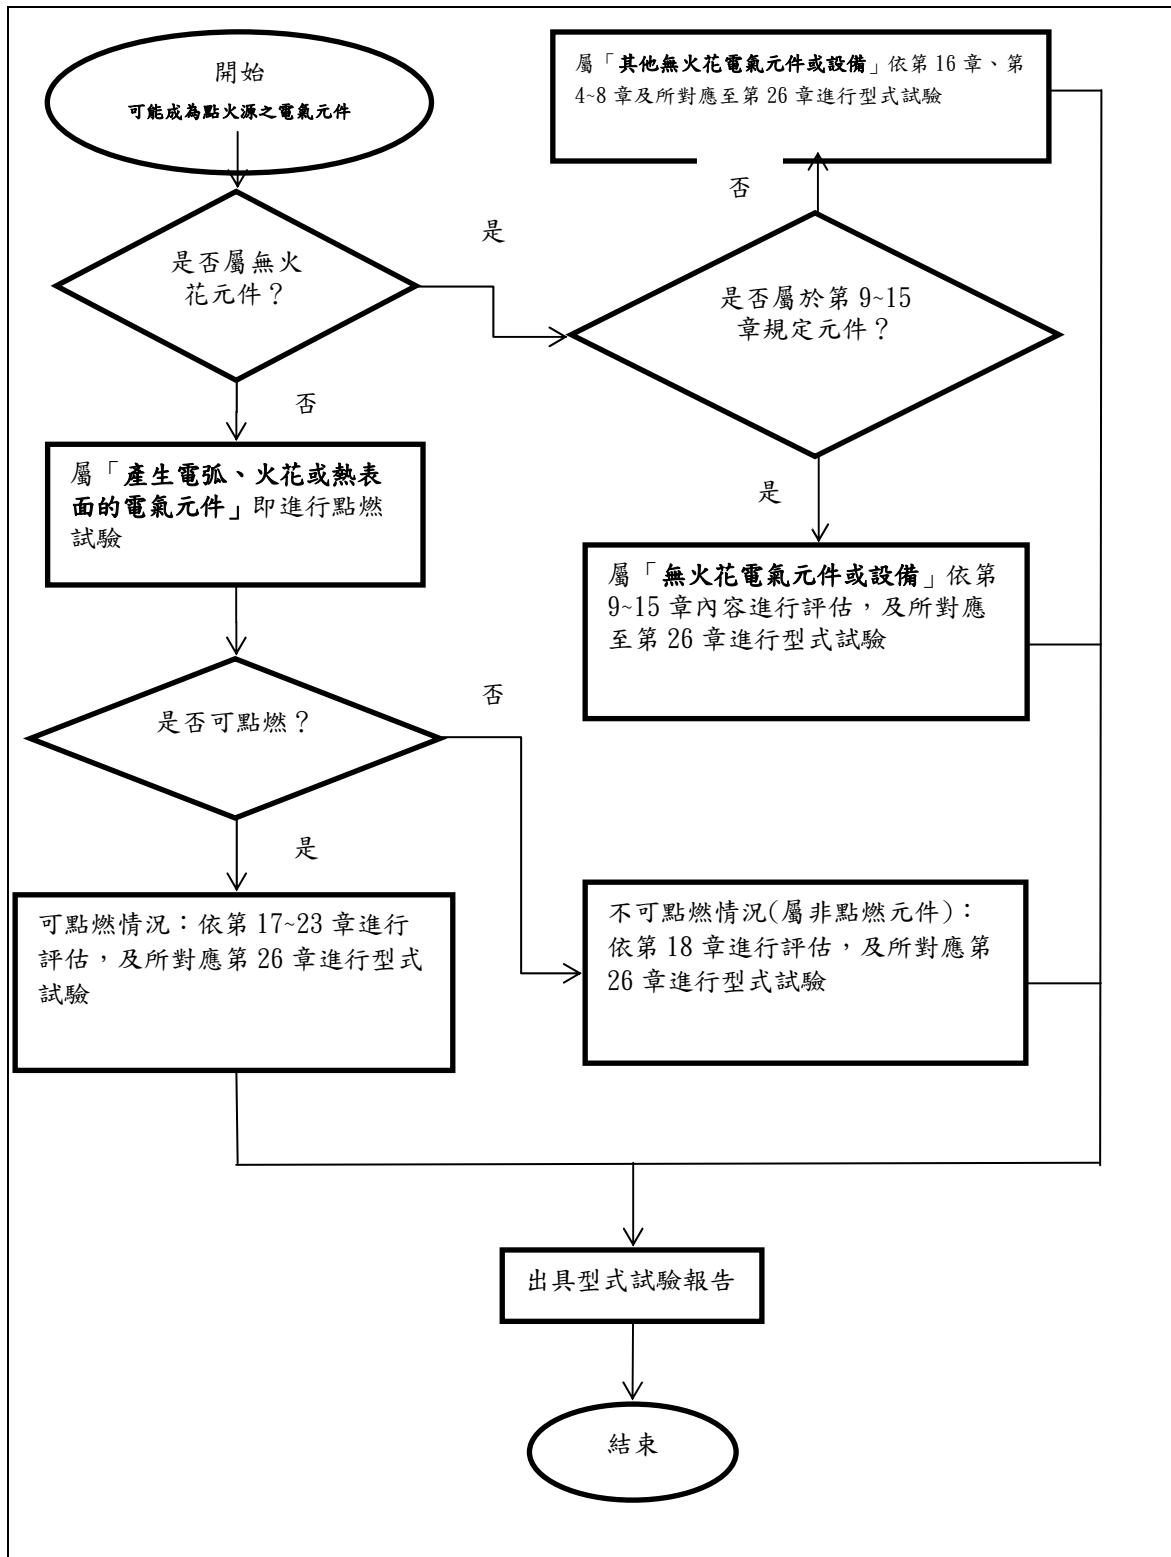 開始
可能成為點火源之電氣元件
屬「其他無火花電氣元件或設備」依第 16 章、第
4~8 章及所對應至第 26 章進行型式試驗
否
是
是否屬無火
花元件？
是否屬於第 9~15
章規定元件？
否
是
屬「產生電弧、火花或熱表
面的電氣元件」即進行點燃
試驗
屬「無火花電氣元件或設備」依第
9~15 章內容進行評估，及所對應
至第 26 章進行型式試驗
否
是否可點燃？
是
可點燃情況：依第 17~23 章進行
評估，及所對應第 26 章進行型式
試驗
不可點燃情況(屬非點燃元件)：
依第 18 章進行評估，及所對應第
26 章進行型式試驗
出具型式試驗報告
結束